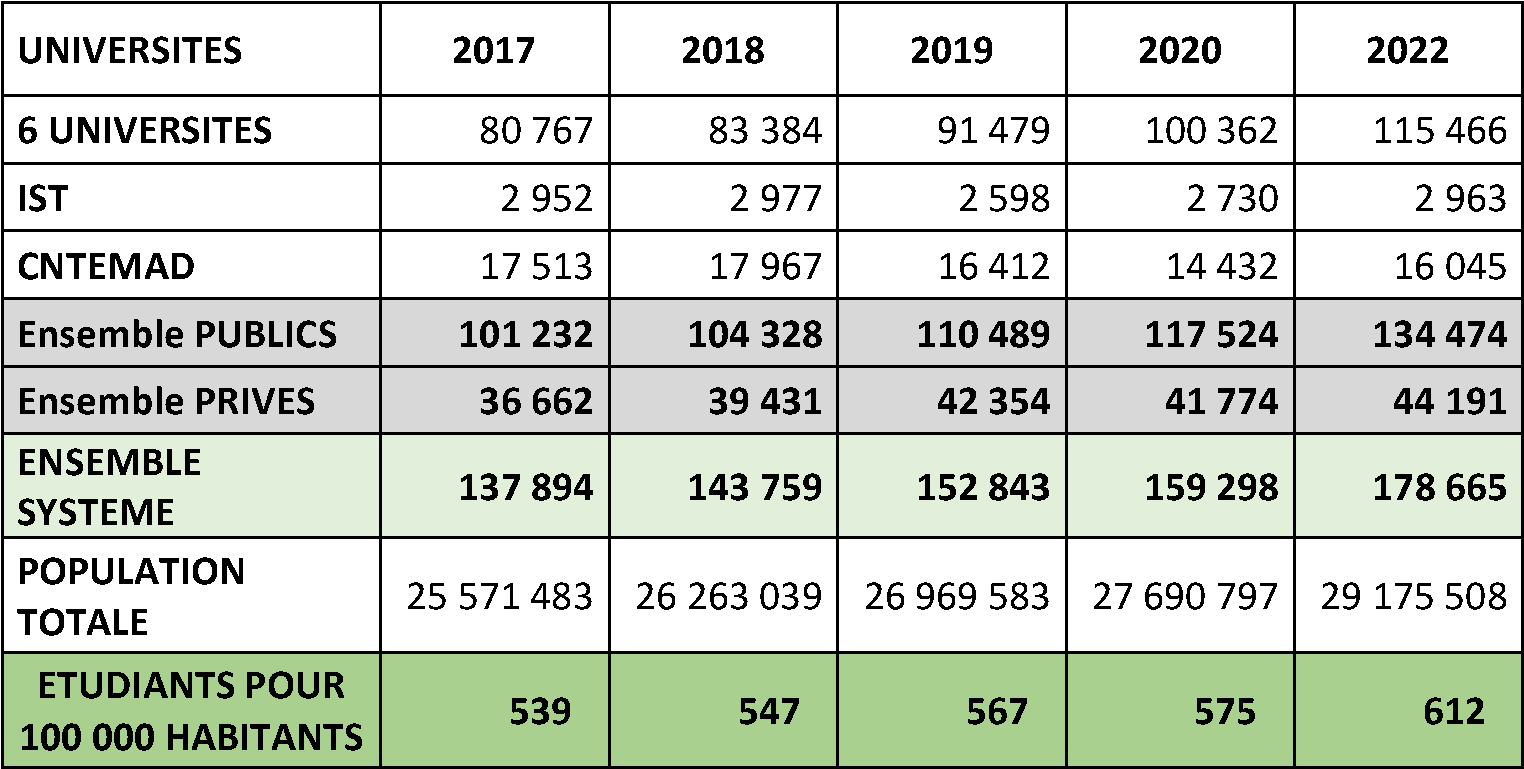 UNIVERSITES 2017 2018 2019 2020 2022
6 UNIVERSITES 80 767 83 384 91 479 100 362 115 466
IST 2 952 2 977 2 598 2 730 2 963
CNTEMAD 17 513 17 967 16 412 14 432 16 045
Ensemble PUBLICS 101 232 104 328 110 489 117 524 134 474
Ensemble PRIVES 36 662 39 431 42 354 41 774 44 191
ENSEMBLE
SYSTEME 137 894 143 759 152 843 159 298 178 665
POPULATION
TOTALE 25 571 483 26 263 039 26 969 583 27 690 797 29 175 508
ETUDIANTS POUR
100 000 HABITANTS 539 547 567 575 612